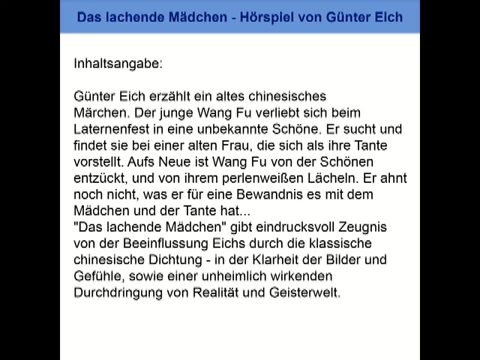 Das lachende Mädchen - Hörspiel von Günter Eich
Inhaltsangabe:
Günter Eich erzählt ein altes chinesisches
Märchen. Der junge Wang Fu verliebt sich beim
Laternenfest in eine unbekannte Schöne. Er sucht und
findet sie bei einer alten Frau, die sich als ihre Tante
vorstellt. Aufs Neue ist Wang Fu von der Schönen
entzückt, und von ihrem perlenweißen Lächeln. Er ahnt
noch nicht, was er für eine Bewandnis es mit dem
Mädchen und der Tante hat...
"Das lachende Mädchen" gibt eindrucksvoll Zeugnis
von der Beeinflussung Eichs durch die klassische
chinesische Dichtung - in der Klarheit der Bilder und
Gefühle, sowie einer unheimlich wirkenden
Durchdringung von Realität und Geisterwelt.